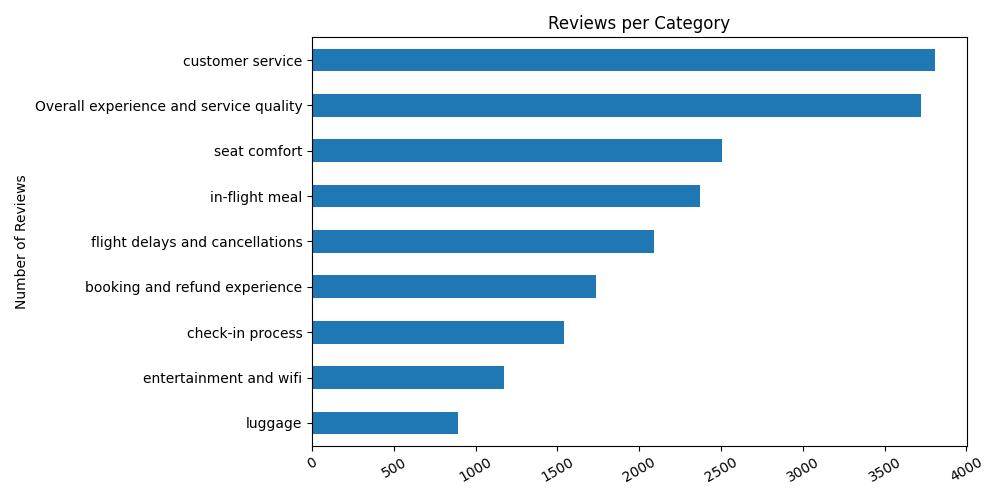 Reviews per Category
customer service
Overall experience and service quality
seat comfort
in-flight meal
flight delays and cancellations
booking and refund experience
check-in process
entertainment and wifi
luggage
Number of Reviews
0
500
1000
1500
2000
2500
3000
3500
4000